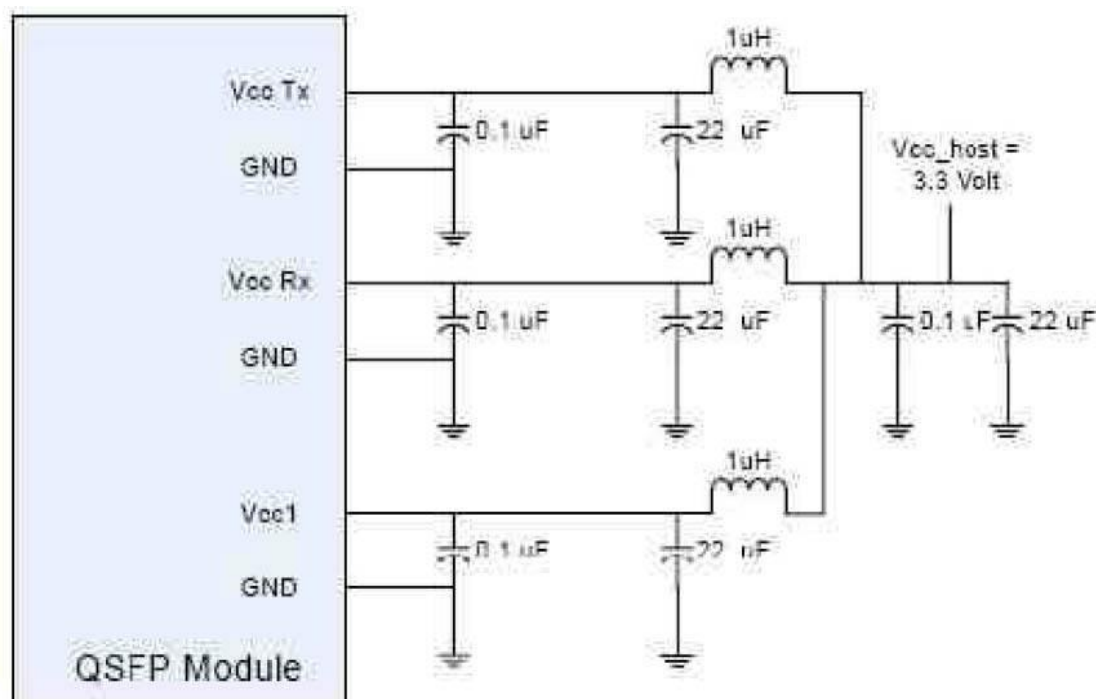 1uH
Vcc Tx
0.1 uF
22 uF
GND
Vcc_host =
3.3 Volt
1uH
Vcc Rx
0.1 uF
22 uF
0.1 uF
22 uF
GND
1uH
Vcc1
0.1 uF
22 uF
GND
QSFP Module